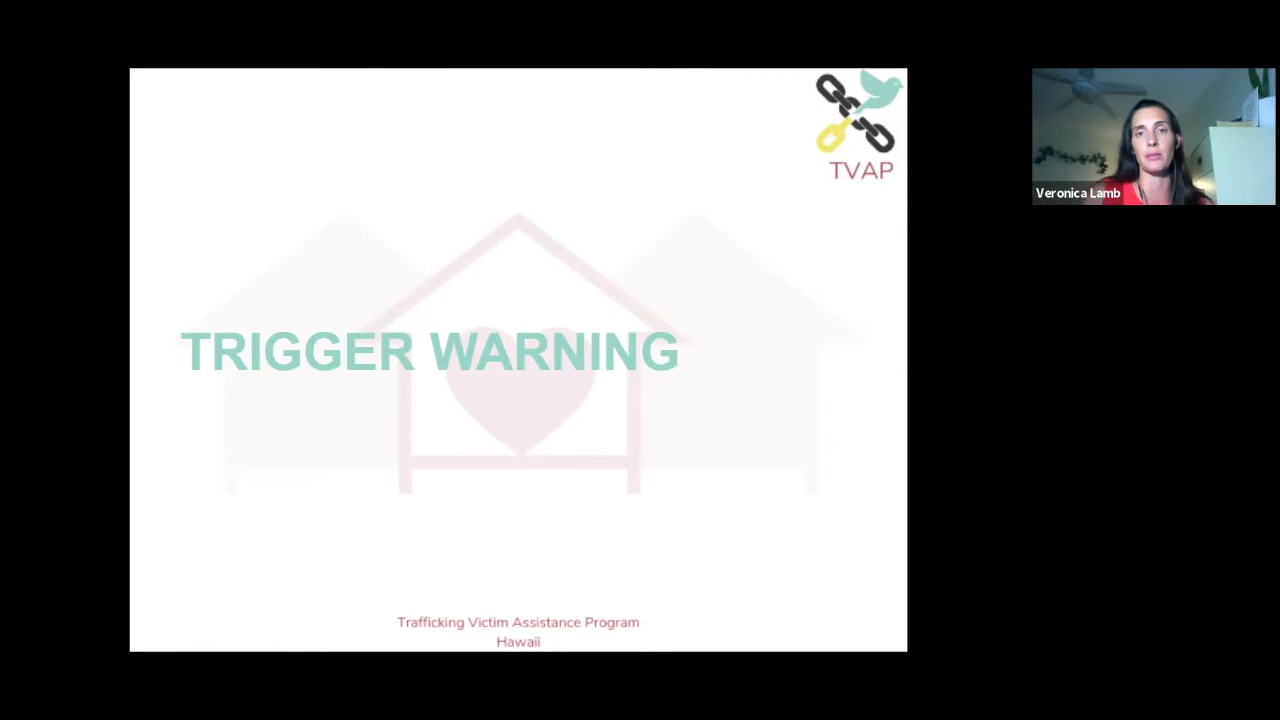 TVAP
Veronica Lamb
TRIGGER WARNING
Trafficking Victim Assistance Program
Hawaii